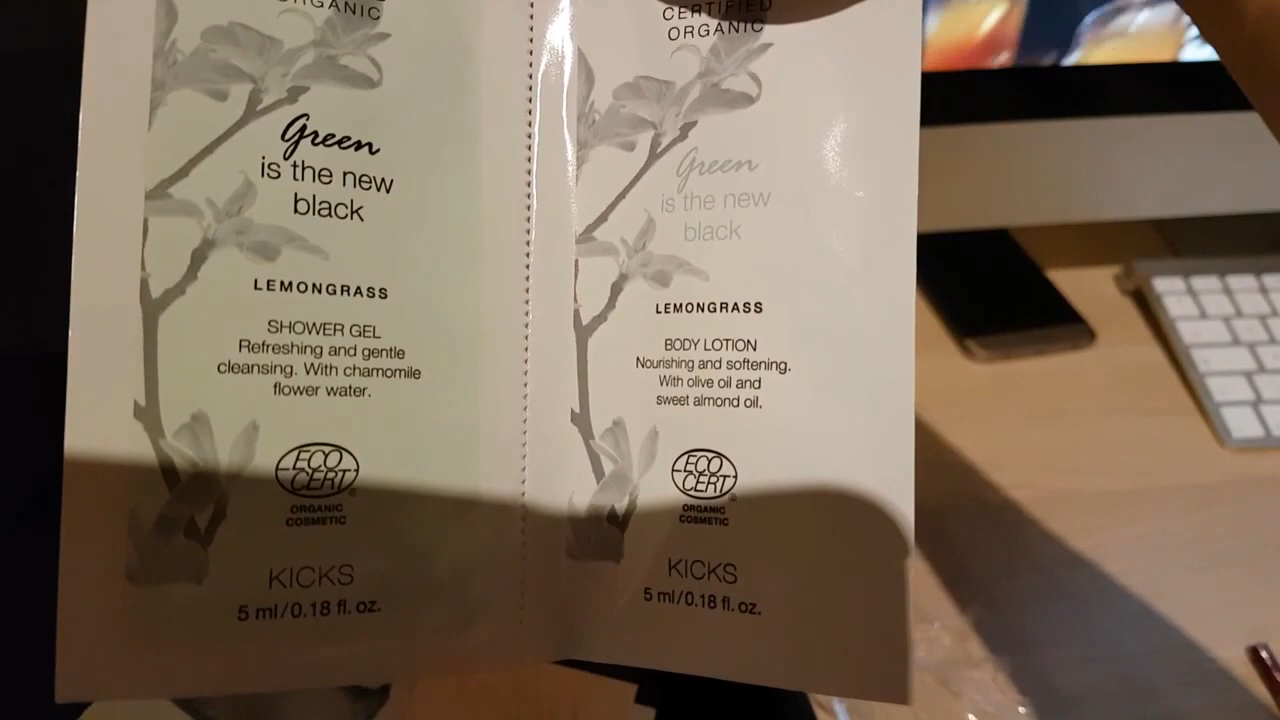 ORGANIC
Green
is the new
black
LEMONGRASS
SHOWER GEL
Refreshing and gentle
cleansing. With chamomile
flower water.
ECO
CERT
®
ORGANIC
COSMETIC
KICKS
5 ml/0.18 fl. oz.
CERTIFIED
ORGANIC
Green
is the new
black
LEMONGRASS
BODY LOTION
Nourishing and softening.
With olive oil and
sweet almond oil.
ECO
CERT
®
ORGANIC
COSMETIC
KICKS
5 ml/0.18 fl. oz.